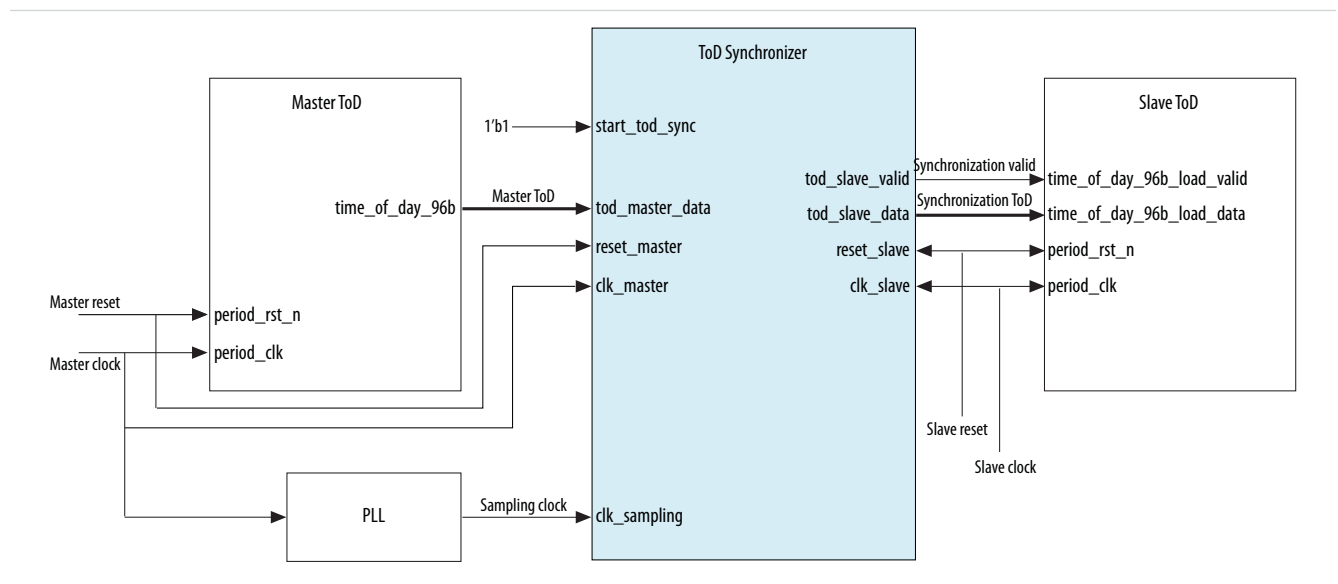 ToD Synchronizer
Master ToD
Slave ToD
1'b1
start_tod_sync
Synchronization valid
tod_slave_valid
time_of_day_96b_load_valid
Master ToD
Synchronization ToD
time_of_day_96b
tod_master_data
tod_slave_data
time_of_day_96b_load_data
reset_master
reset_slave
period_rst_n
clk_master
clk_slave
period_clk
Master reset
period_rst_n
Master clock
period_clk
Slave reset
Slave clock
PLL
Sampling clock
clk_sampling